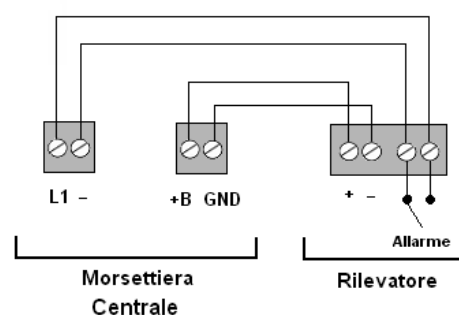 L1 – +B GND + –
Allarme
Morsettiera Rilevatore
Centrale